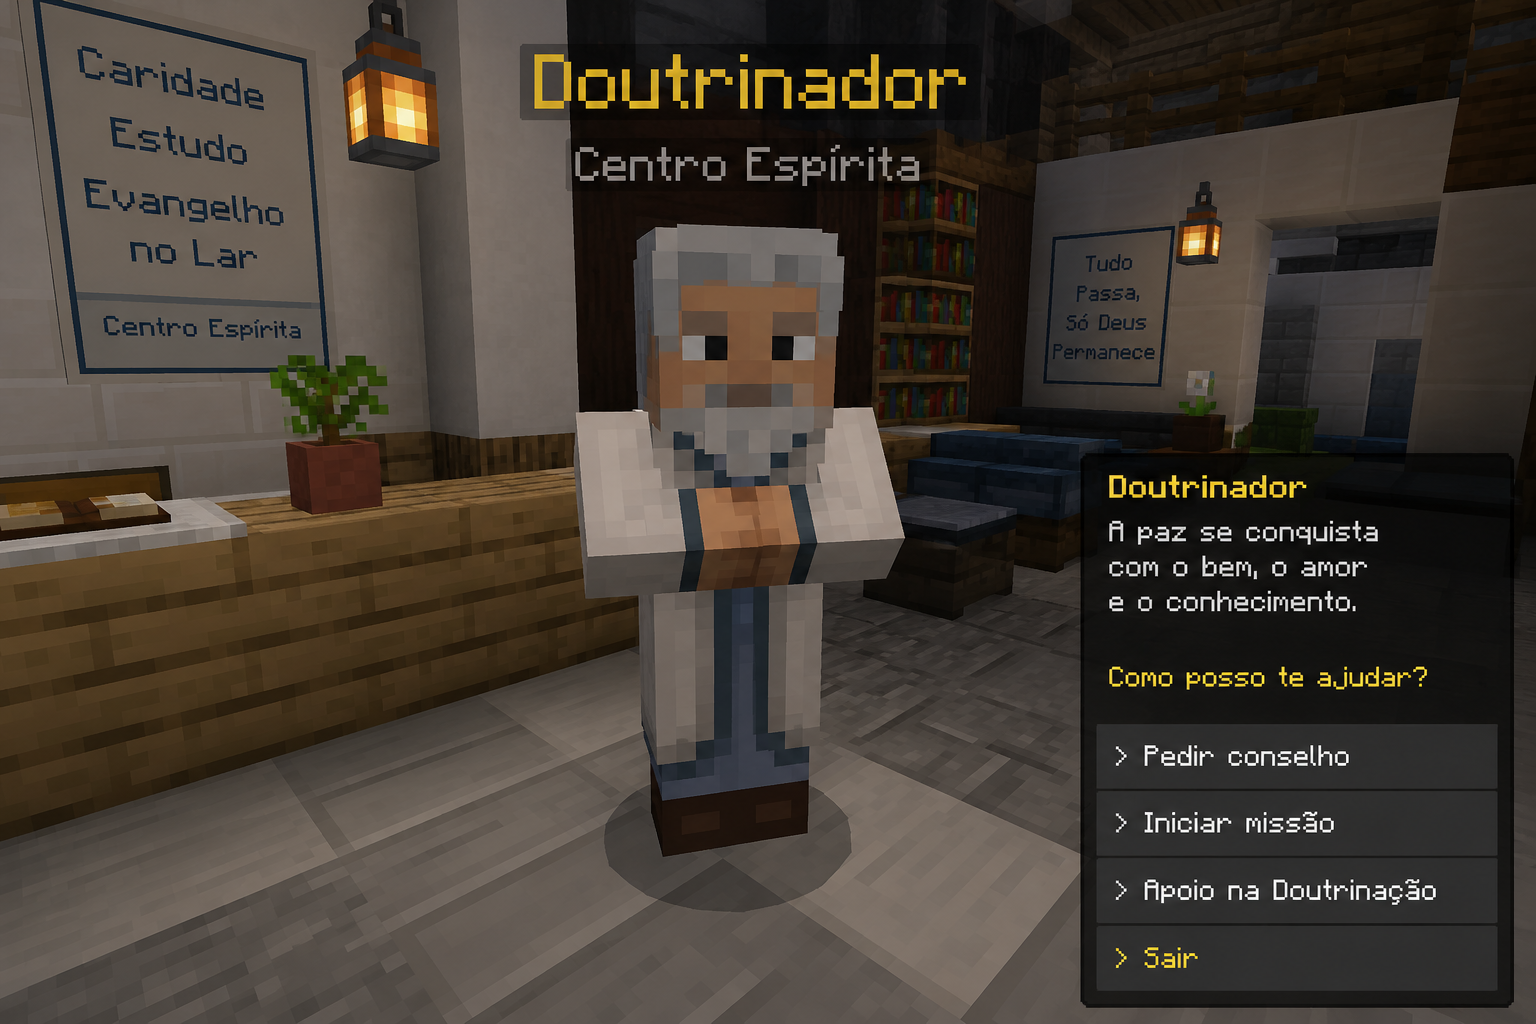 Doutrinador
Centro Espírita
Caridade
Estudo
Evangelho
no Lar
Centro Espírita
Tudo
Passa,
Só Deus
Permanece
Doutrinador
A paz se conquista
com o bem, o amor
e o conhecimento.
Como posso te ajudar?
> Pedir conselho
> Iniciar missão
> Apoio na Doutrinação
> Sair